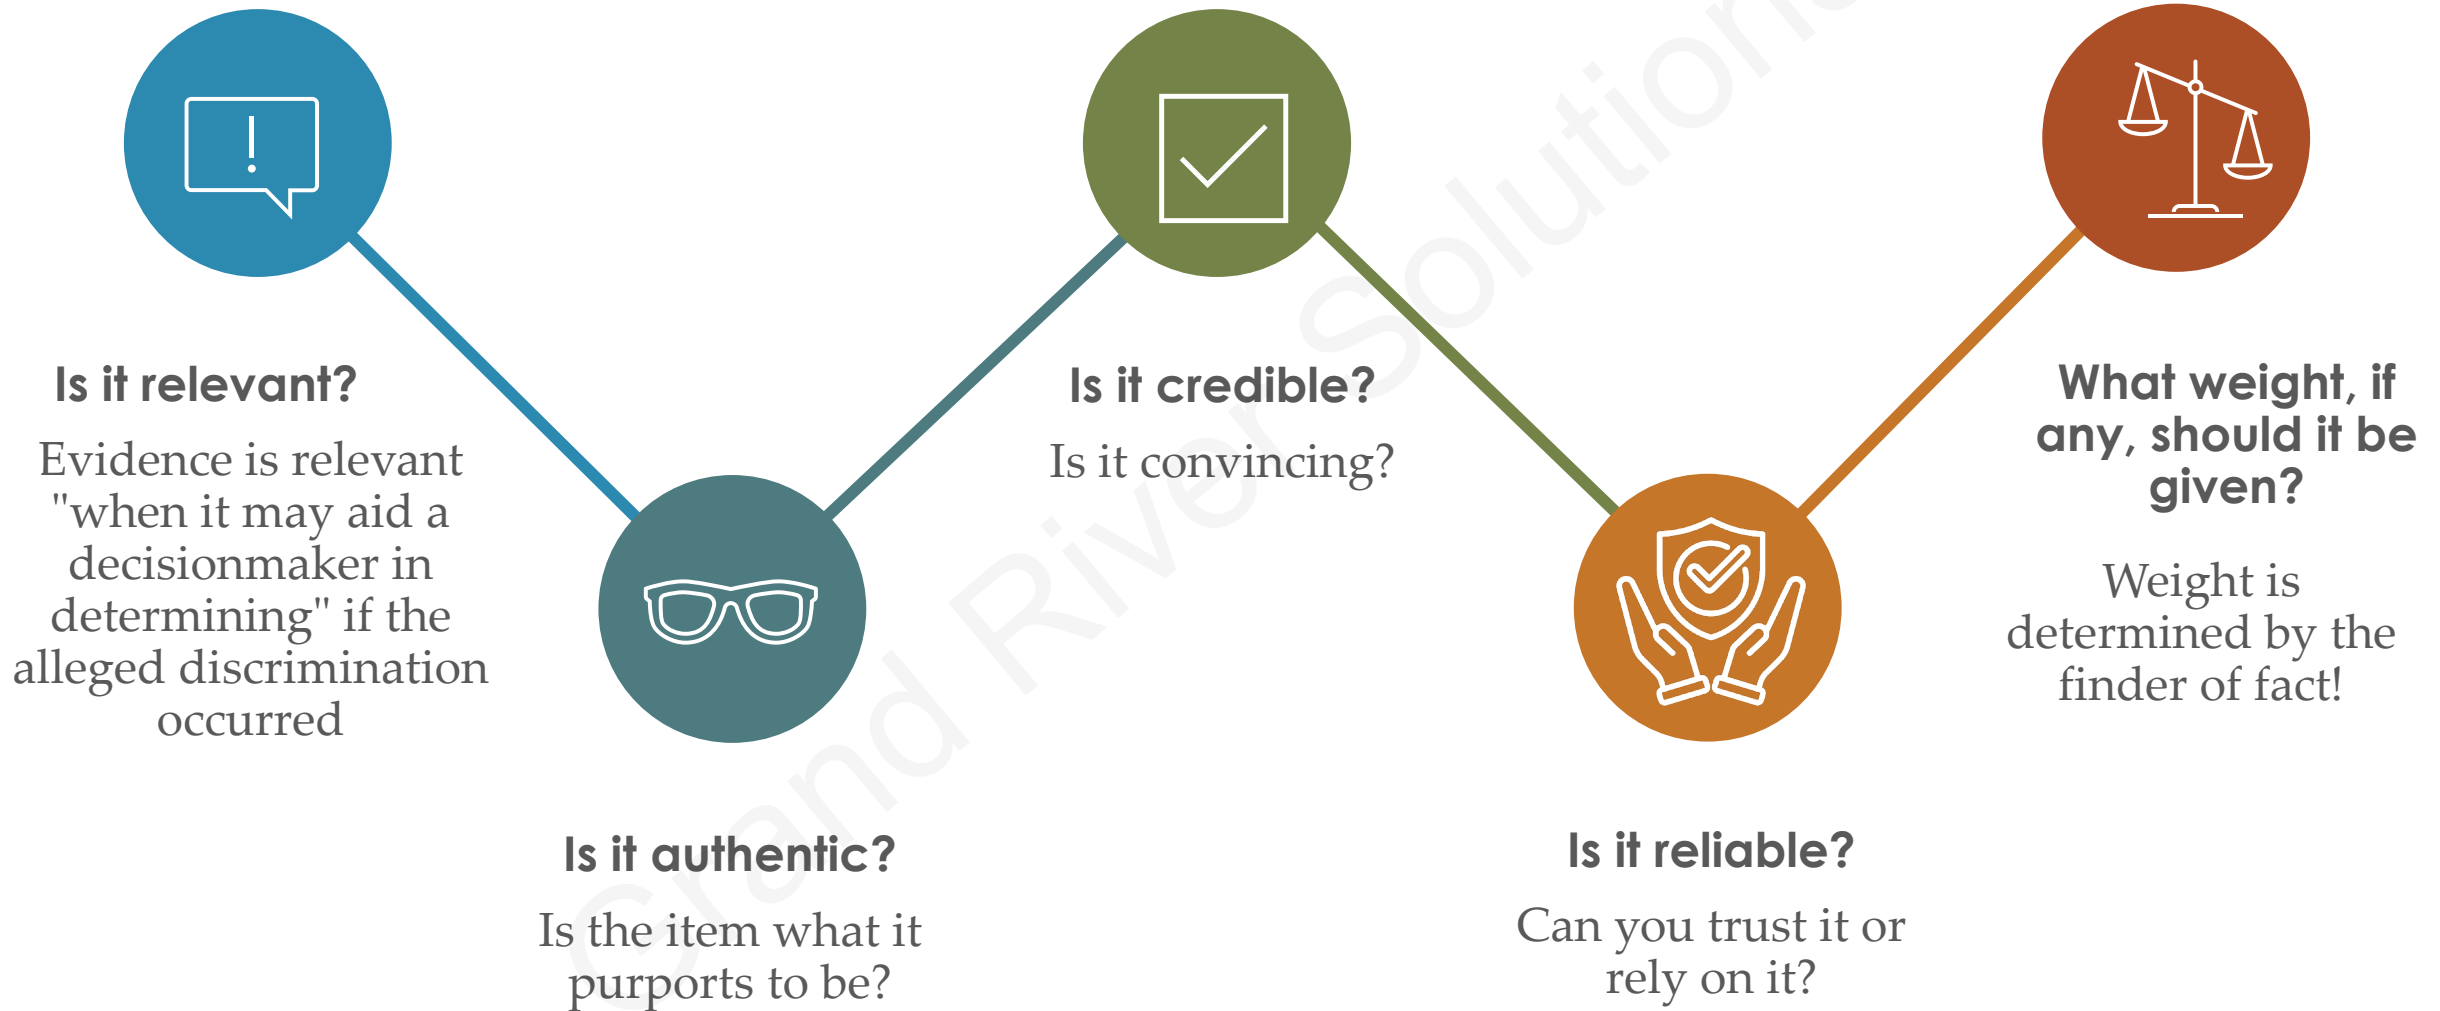 Is it relevant?
Evidence is relevant
"when it may aid a
decisionmaker in
determining" if the
alleged discrimination
occurred
Is it authentic?
Is the item what it
purports to be?
Is it credible?
Is it convincing?
Is it reliable?
Can you trust it or
rely on it?
What weight, if
any, should it be
given?
Weight is
determined by the
finder of fact!
Grand River Solutions